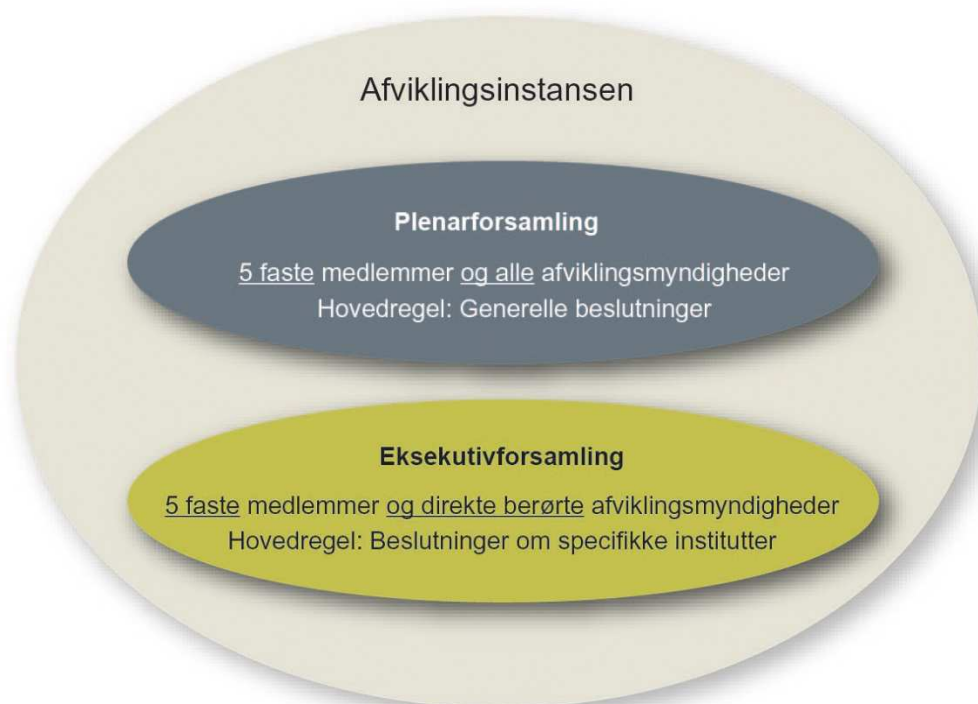 Afviklingsinstansen
Plenarforsamling
5 faste medlemmer og alle afviklingsmyndigheder
Hovedregel: Generelle beslutninger
Eksekutivforsamling
5 faste medlemmer og direkte berørte afviklingsmyndigheder
Hovedregel: Beslutninger om specifikke institutter